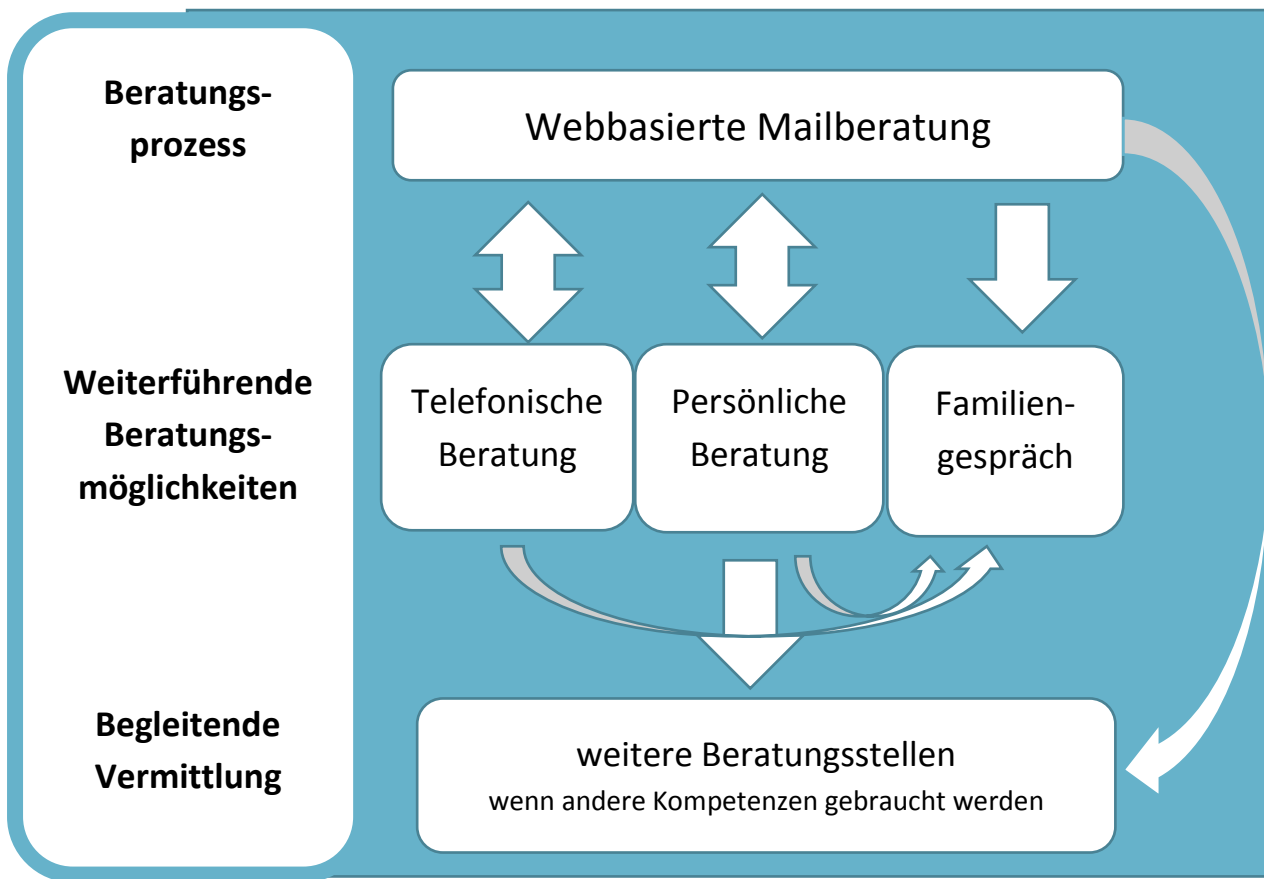 Beratungs-
prozess
Webbasierte Mailberatung
Weiterführende
Beratungs-
möglichkeiten
Telefonische
Beratung
Persönliche
Beratung
Familien-
gespräch
Begleitende
Vermittlung
weitere Beratungsstellen
wenn andere Kompetenzen gebraucht werden